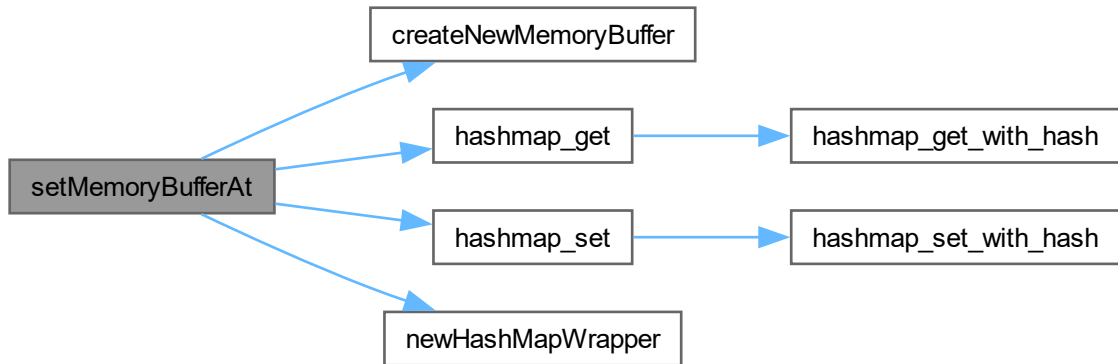 createNewMemoryBuffer
hashmap_get
hashmap_get_with_hash
setMemoryBufferAt
hashmap_set
hashmap_set_with_hash
newHashMapWrapper